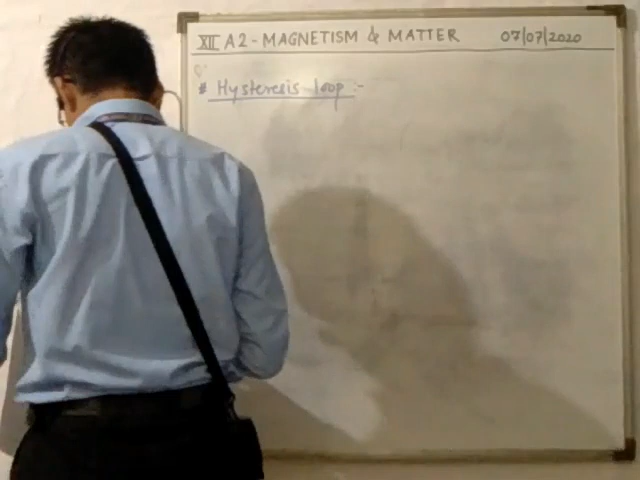 XII A2 - MAGNETISM & MATTER 07/07/2020
* Hysteresis loop :-